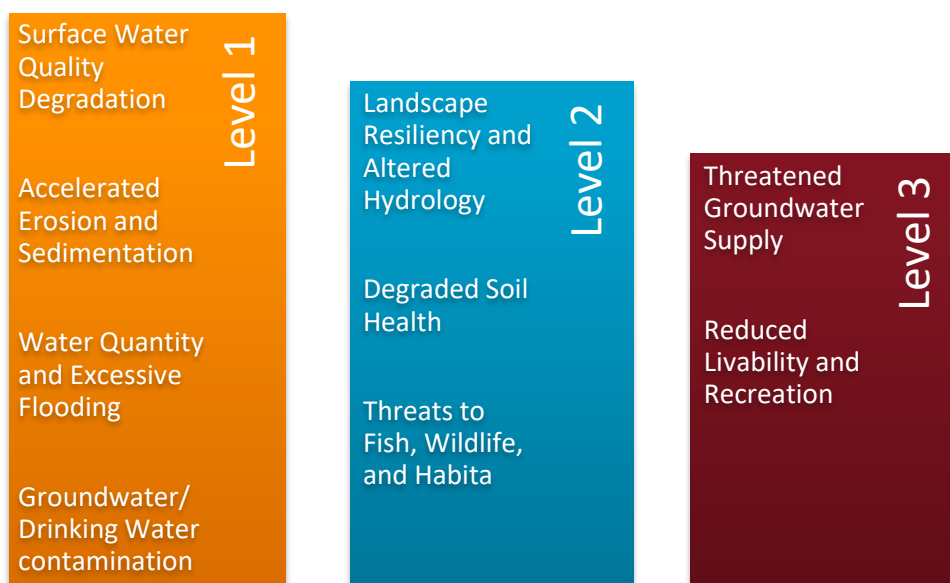 Level 1
Surface Water
Quality
Degradation
Accelerated
Erosion and
Sedimentation
Water Quantity
and Excessive
Flooding
Groundwater/
Drinking Water
contamination
Level 2
Landscape
Resiliency and
Altered
Hydrology
Degraded Soil
Health
Threats to
Fish, Wildlife,
and Habita
Level 3
Threatened
Groundwater
Supply
Reduced
Livability and
Recreation